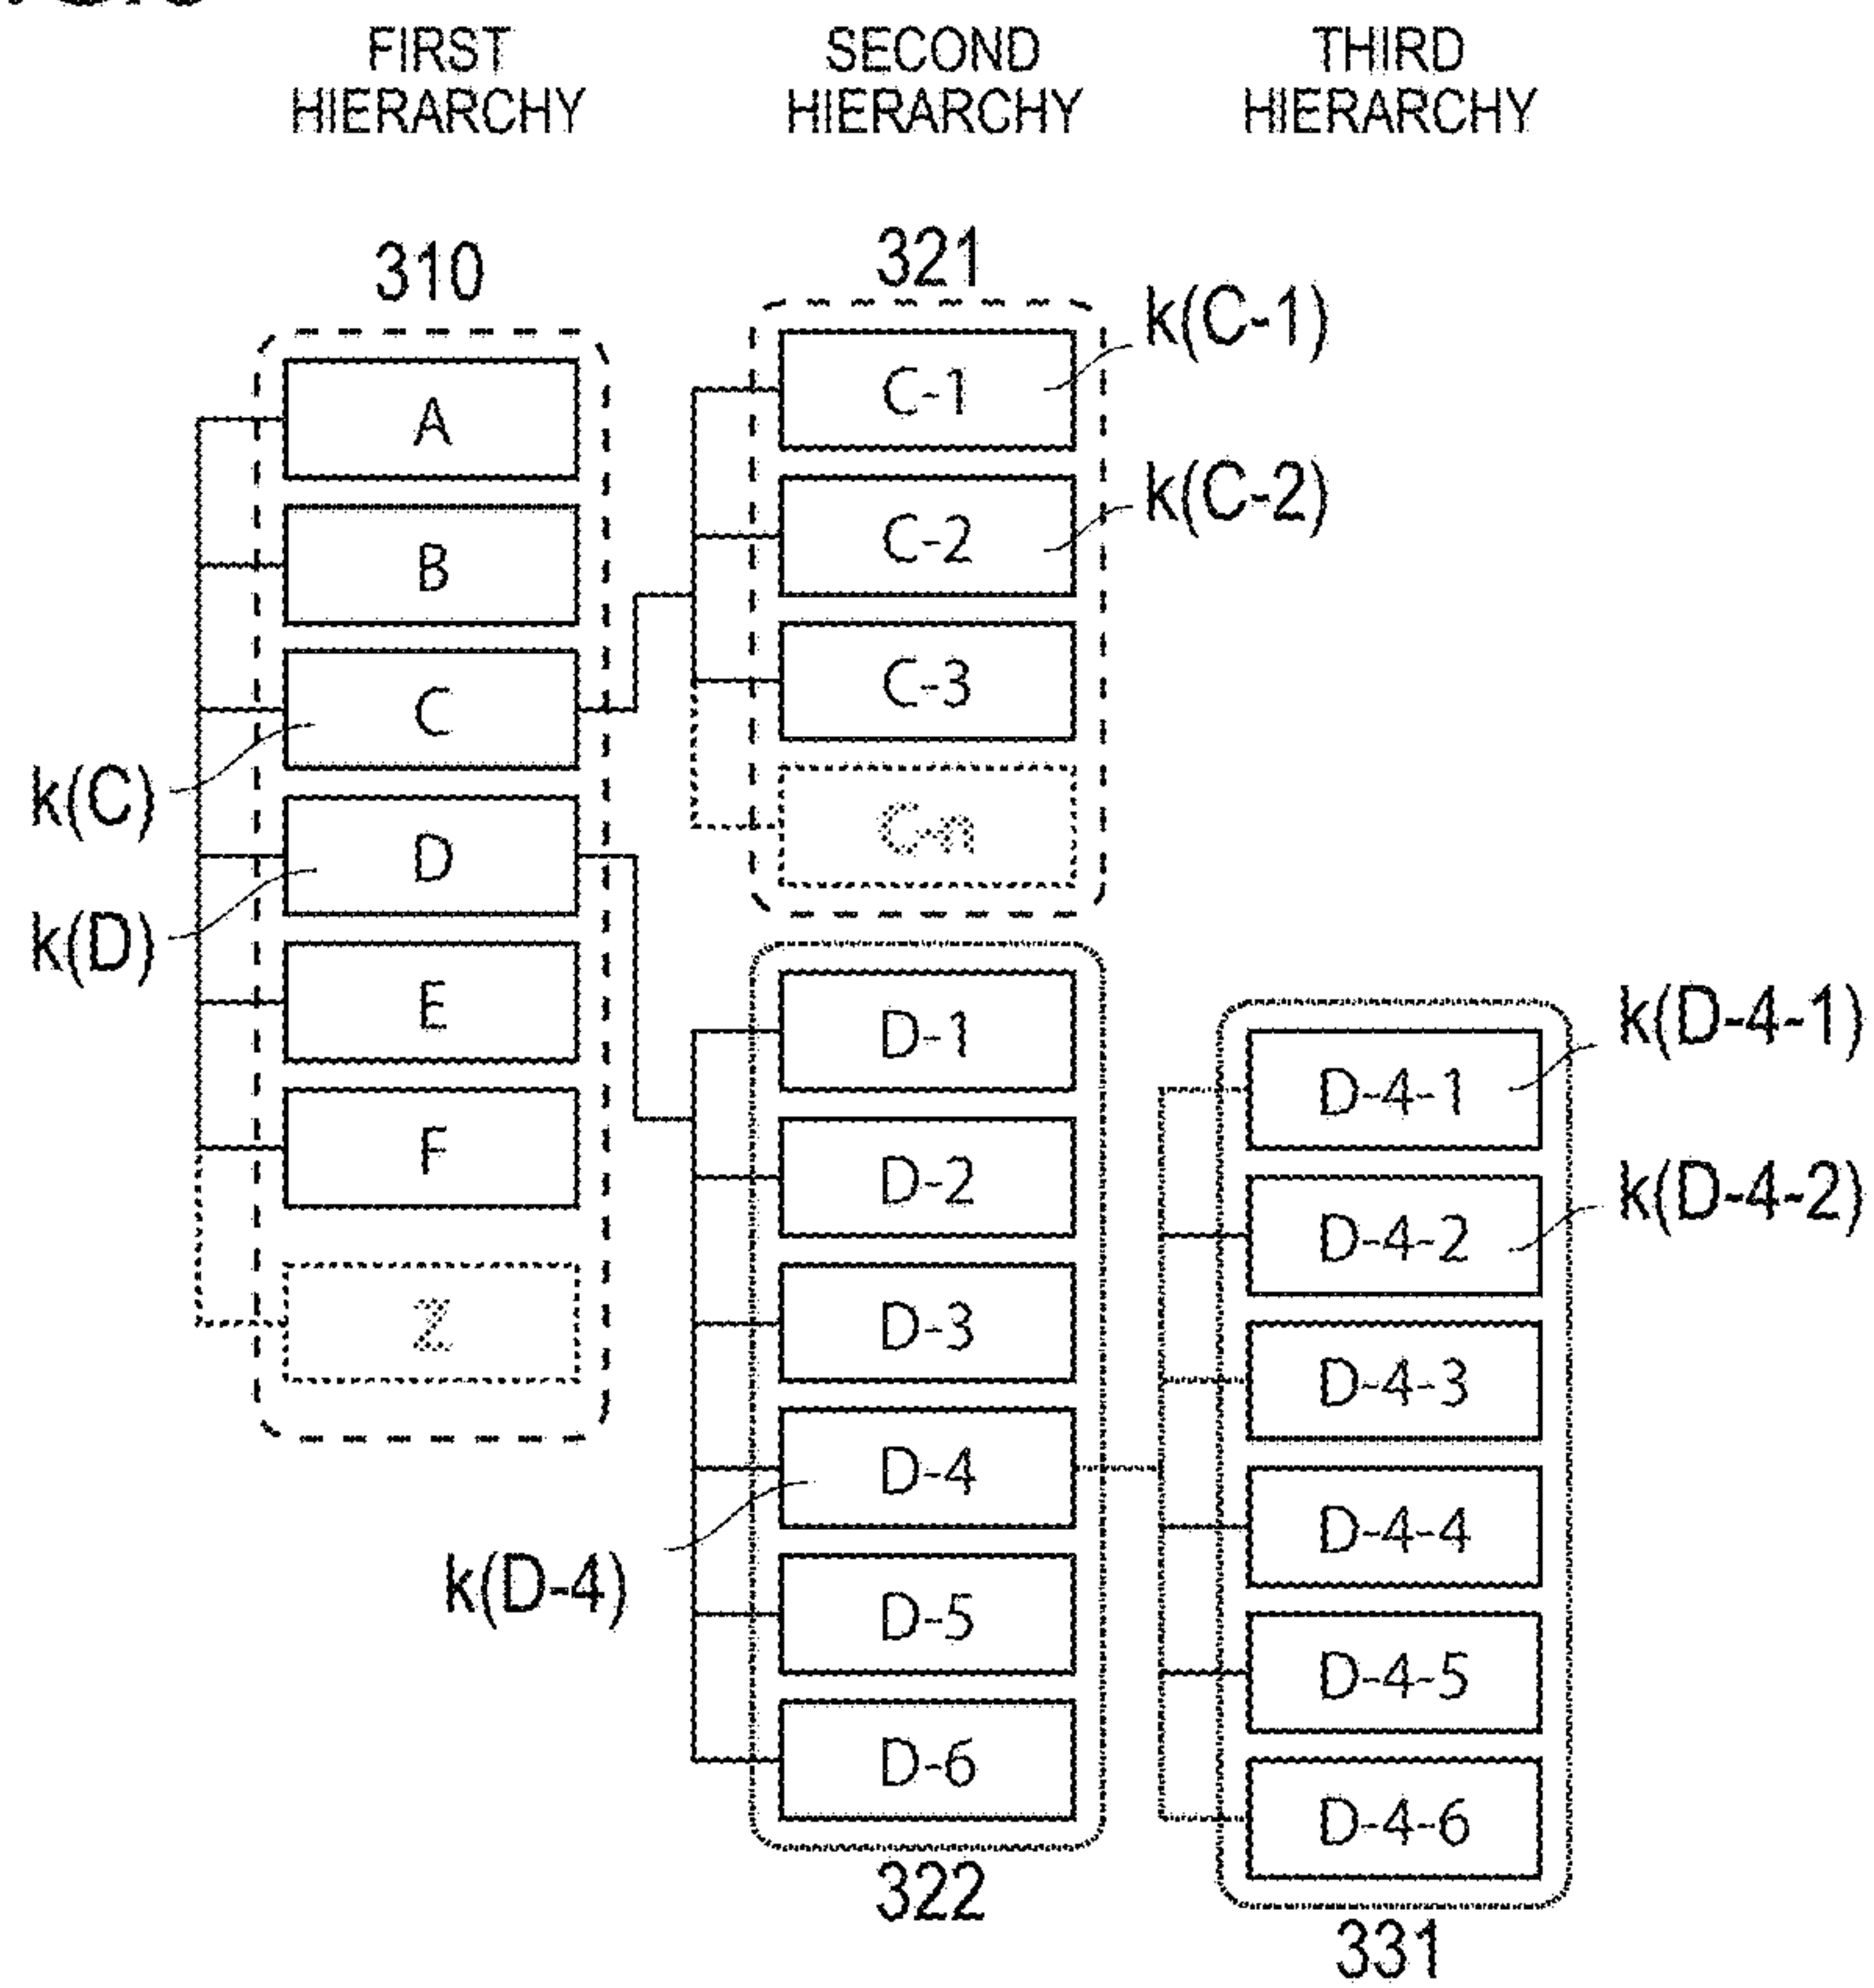 FIRST
HIERARCHY
SECOND
HIERARCHY
THIRD
HIERARCHY
310
A
B
C
D
E
F
Z
k(C)
k(D)
321
C-1
C-2
C-3
C-n
k(C-1)
k(C-2)
D-1
D-2
D-3
D-4
D-5
D-6
k(D-4)
322
D-4-1
D-4-2
D-4-3
D-4-4
D-4-5
D-4-6
k(D-4-1)
k(D-4-2)
331